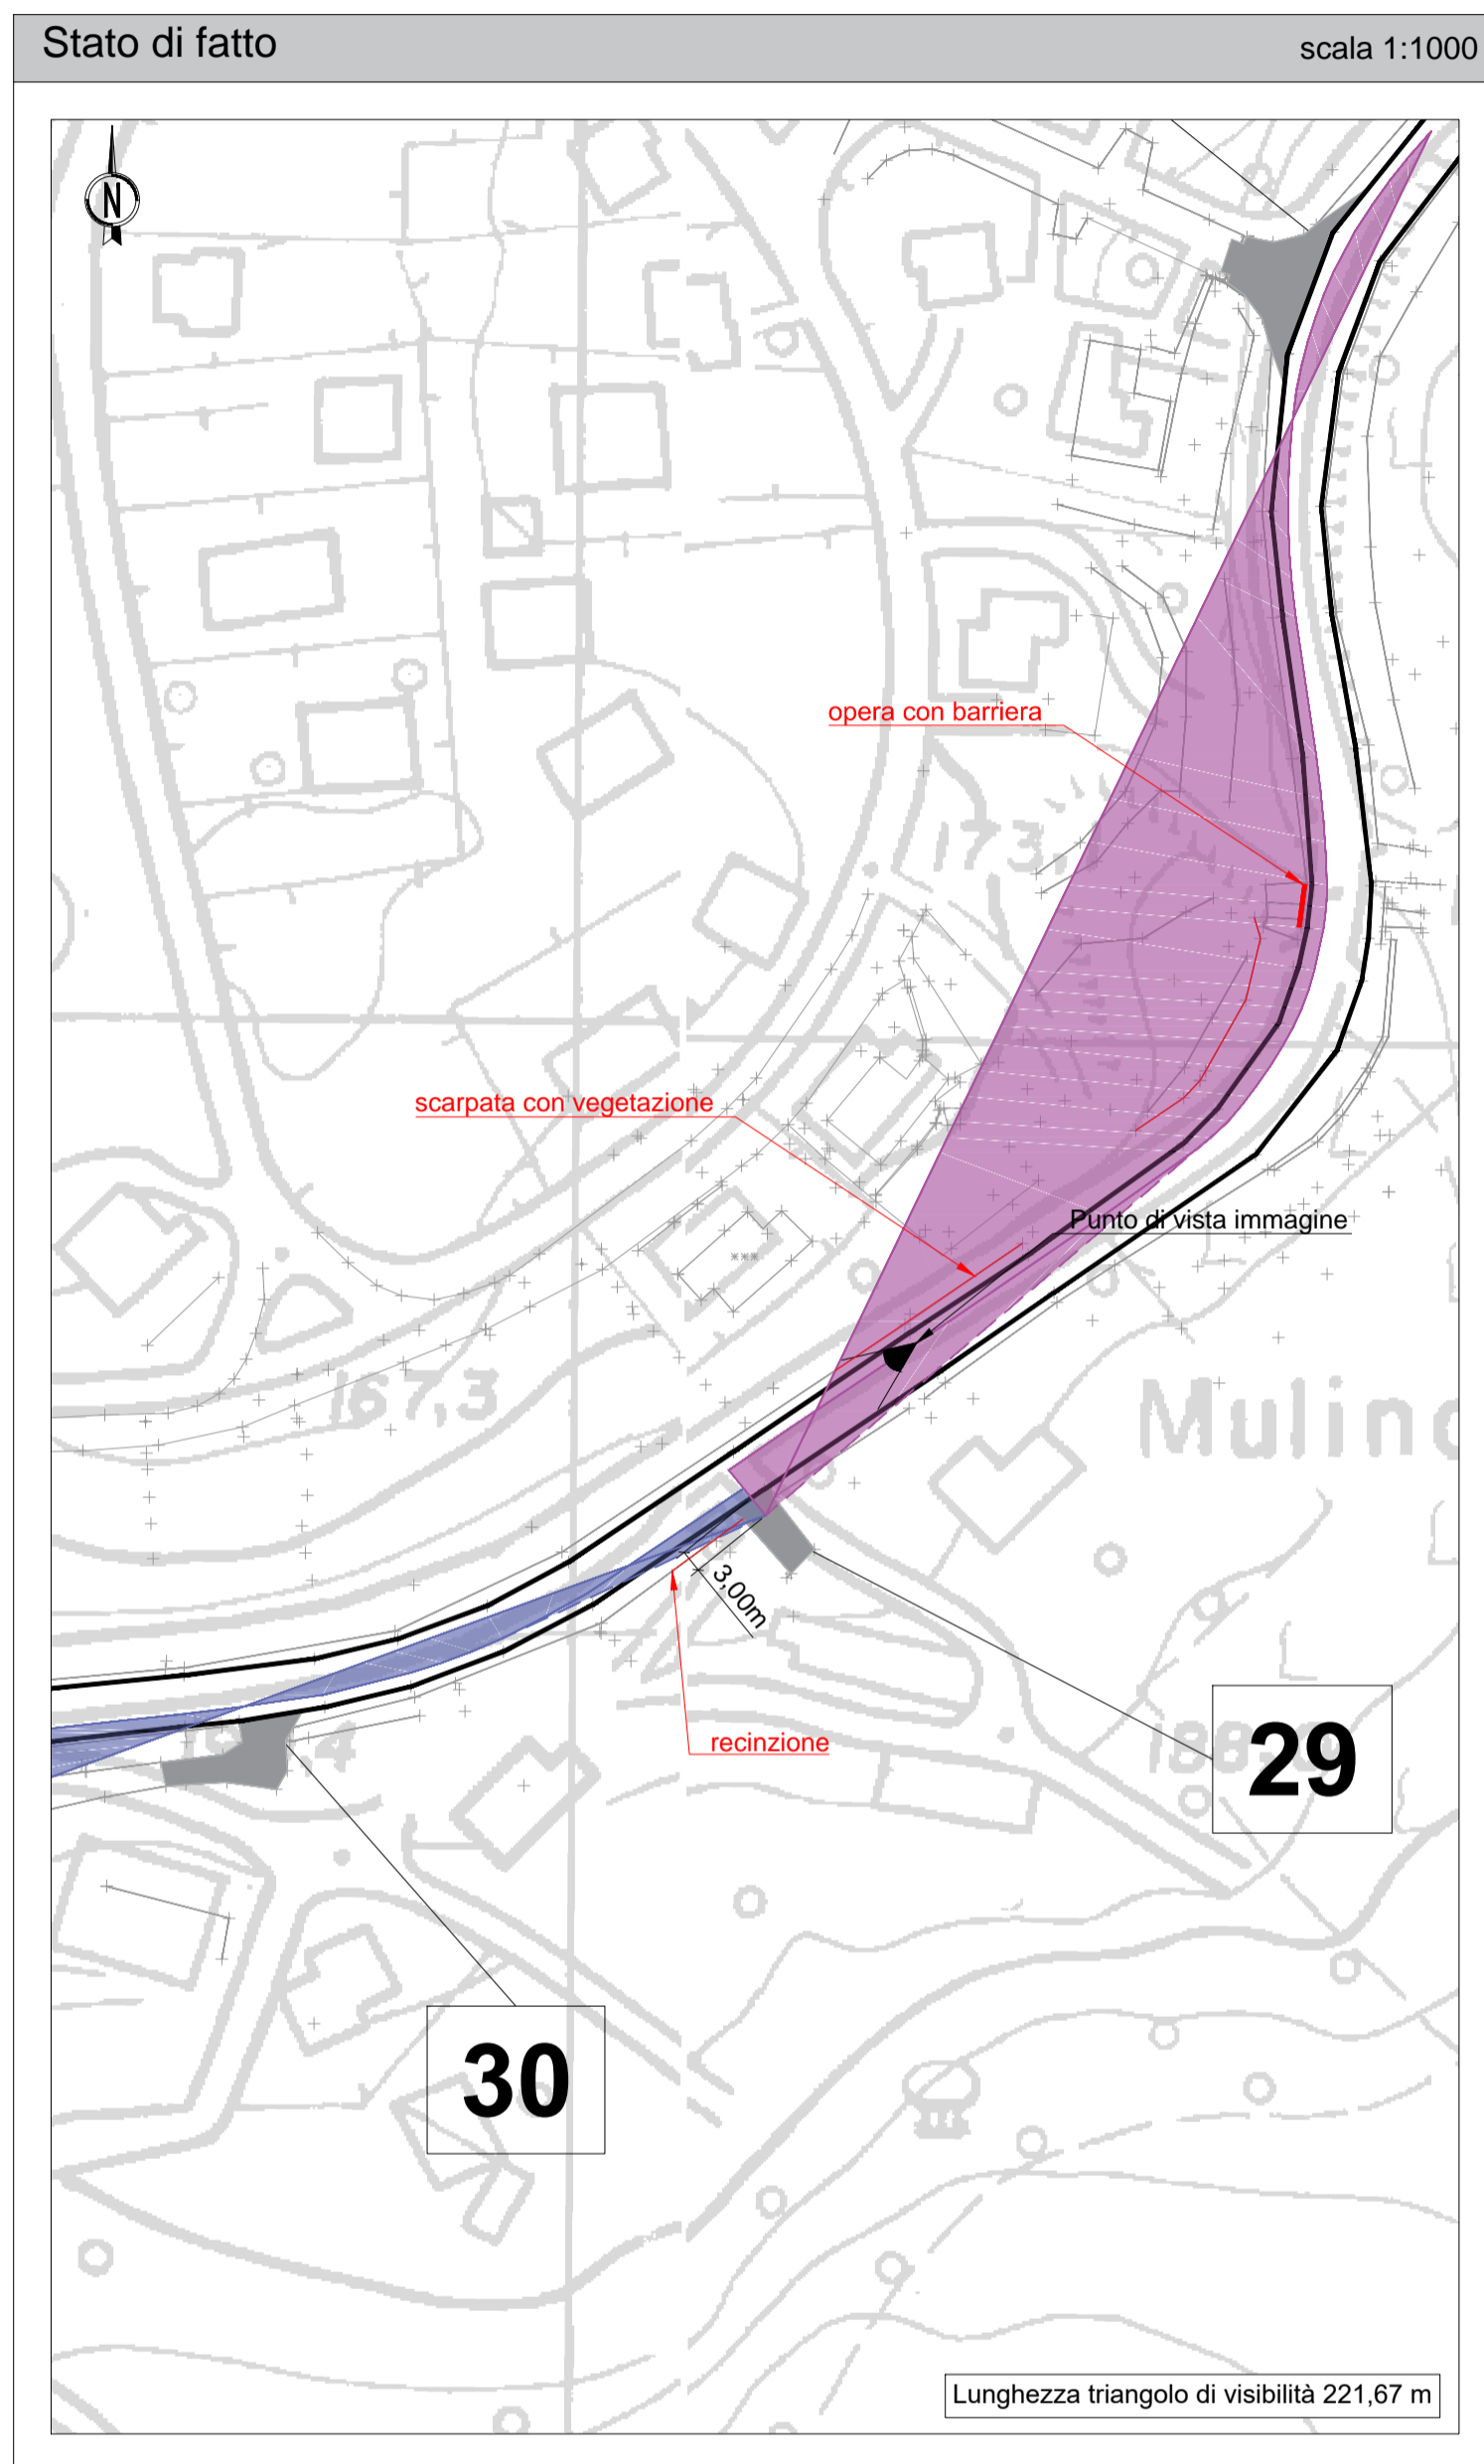 Stato di fatto
scala 1:1000
N
opera con barriera
173,
scarpata con vegetazione
Punto di vista immagine
***
167,3
Mulino
3,00m
recinzione
29
30
Lunghezza triangolo di visibilità 221,67 m